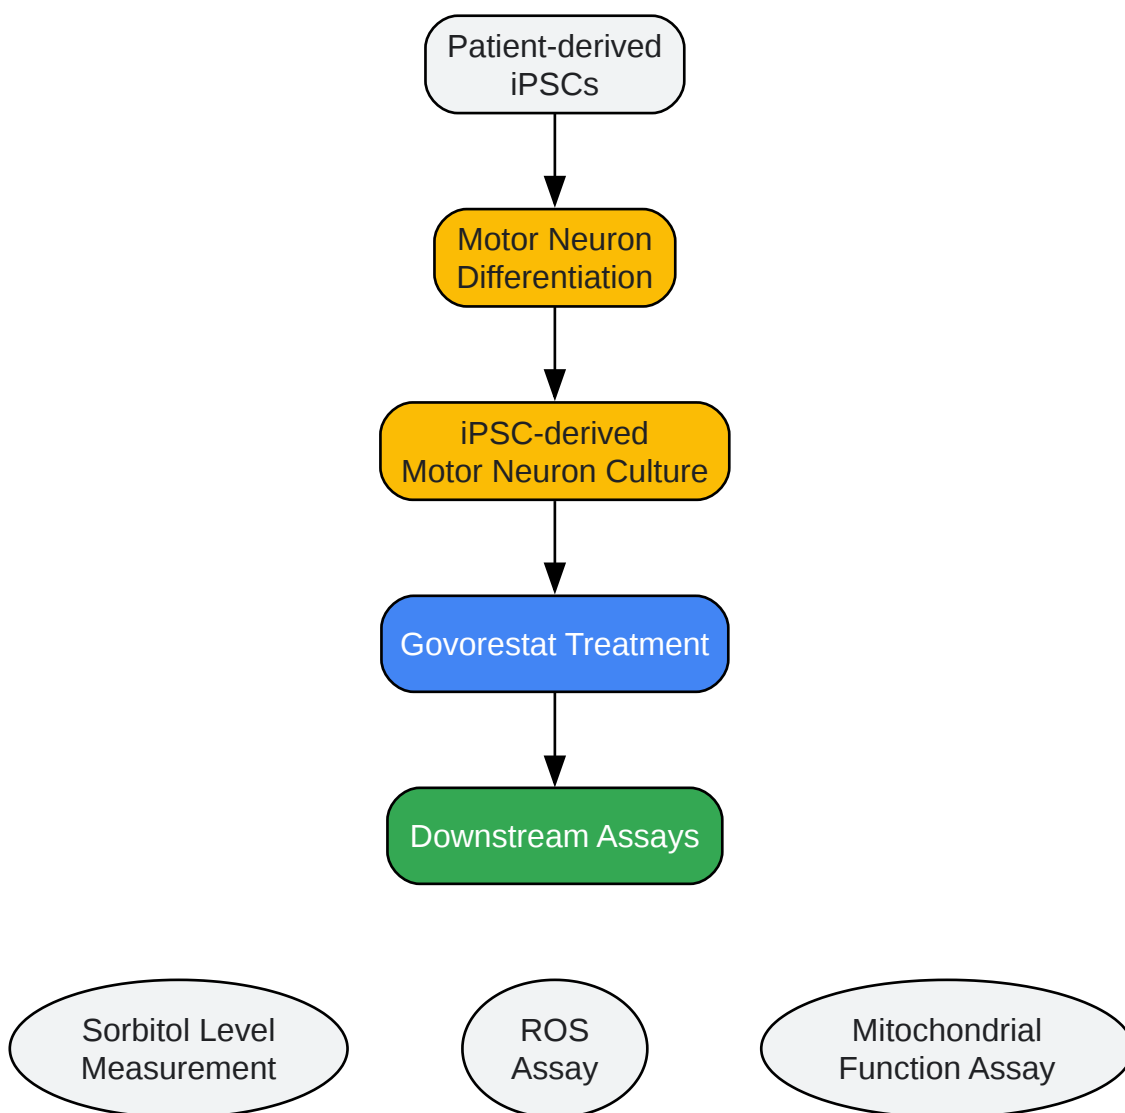 Patient-derived
iPSCs
Motor Neuron
Differentiation
iPSC-derived
Motor Neuron Culture
Govorestat Treatment
Downstream Assays
Sorbitol Level
Measurement
ROS
Assay
Mitochondrial
Function Assay